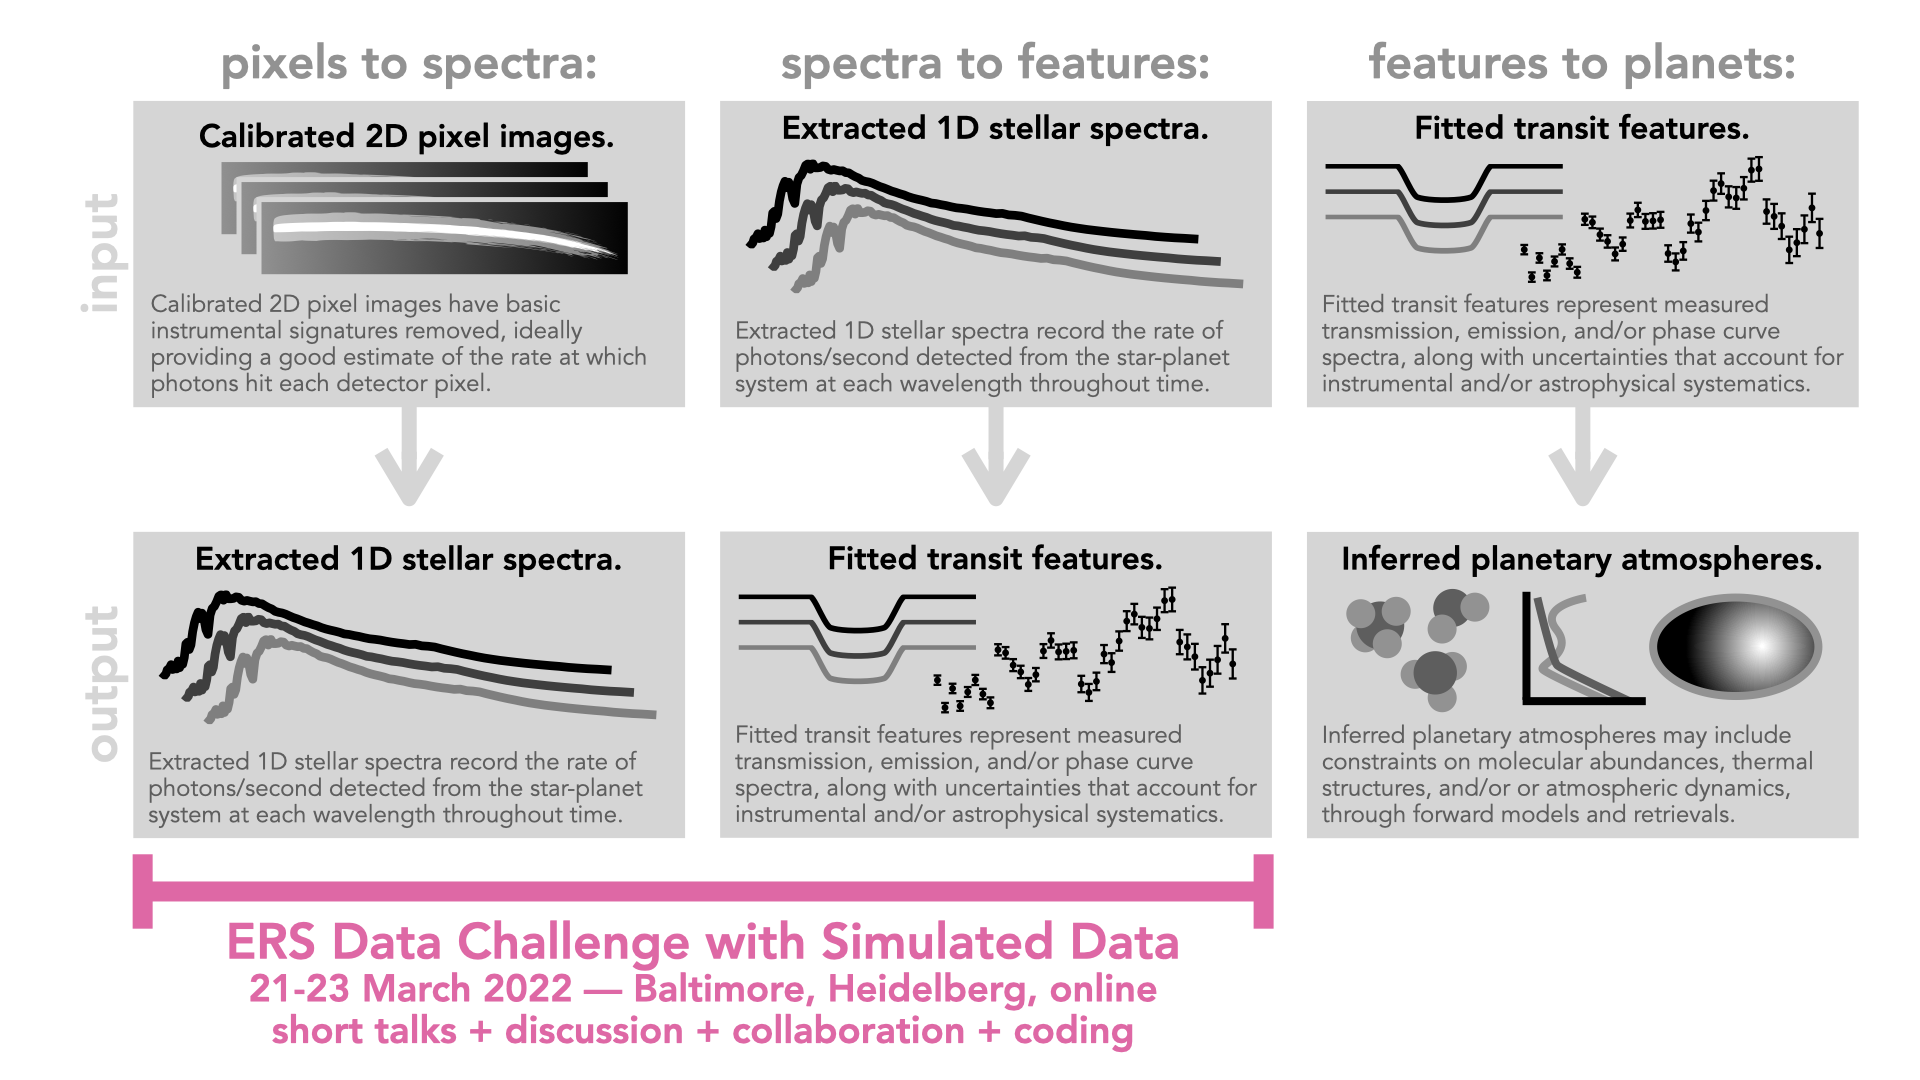 pixels to spectra:
spectra to features:
features to planets:
input
Calibrated 2D pixel images.
Calibrated 2D pixel images have basic
instrumental signatures removed, ideally
providing a good estimate of the rate at which
photons hit each detector pixel.
Extracted 1D stellar spectra.
Extracted 1D stellar spectra record the rate of
photons/second detected from the star-planet
system at each wavelength throughout time.
Fitted transit features.
Fitted transit features represent measured
transmission, emission, and/or phase curve
spectra, along with uncertainties that account for
instrumental and/or astrophysical systematics.
output
Extracted 1D stellar spectra.
Extracted 1D stellar spectra record the rate of
photons/second detected from the star-planet
system at each wavelength throughout time.
Fitted transit features.
Fitted transit features represent measured
transmission, emission, and/or phase curve
spectra, along with uncertainties that account for
instrumental and/or astrophysical systematics.
Inferred planetary atmospheres.
Inferred planetary atmospheres may include
constraints on molecular abundances, thermal
structures, and/or or atmospheric dynamics,
through forward models and retrievals.
ERS Data Challenge with Simulated Data
21-23 March 2022 — Baltimore, Heidelberg, online
short talks + discussion + collaboration + coding